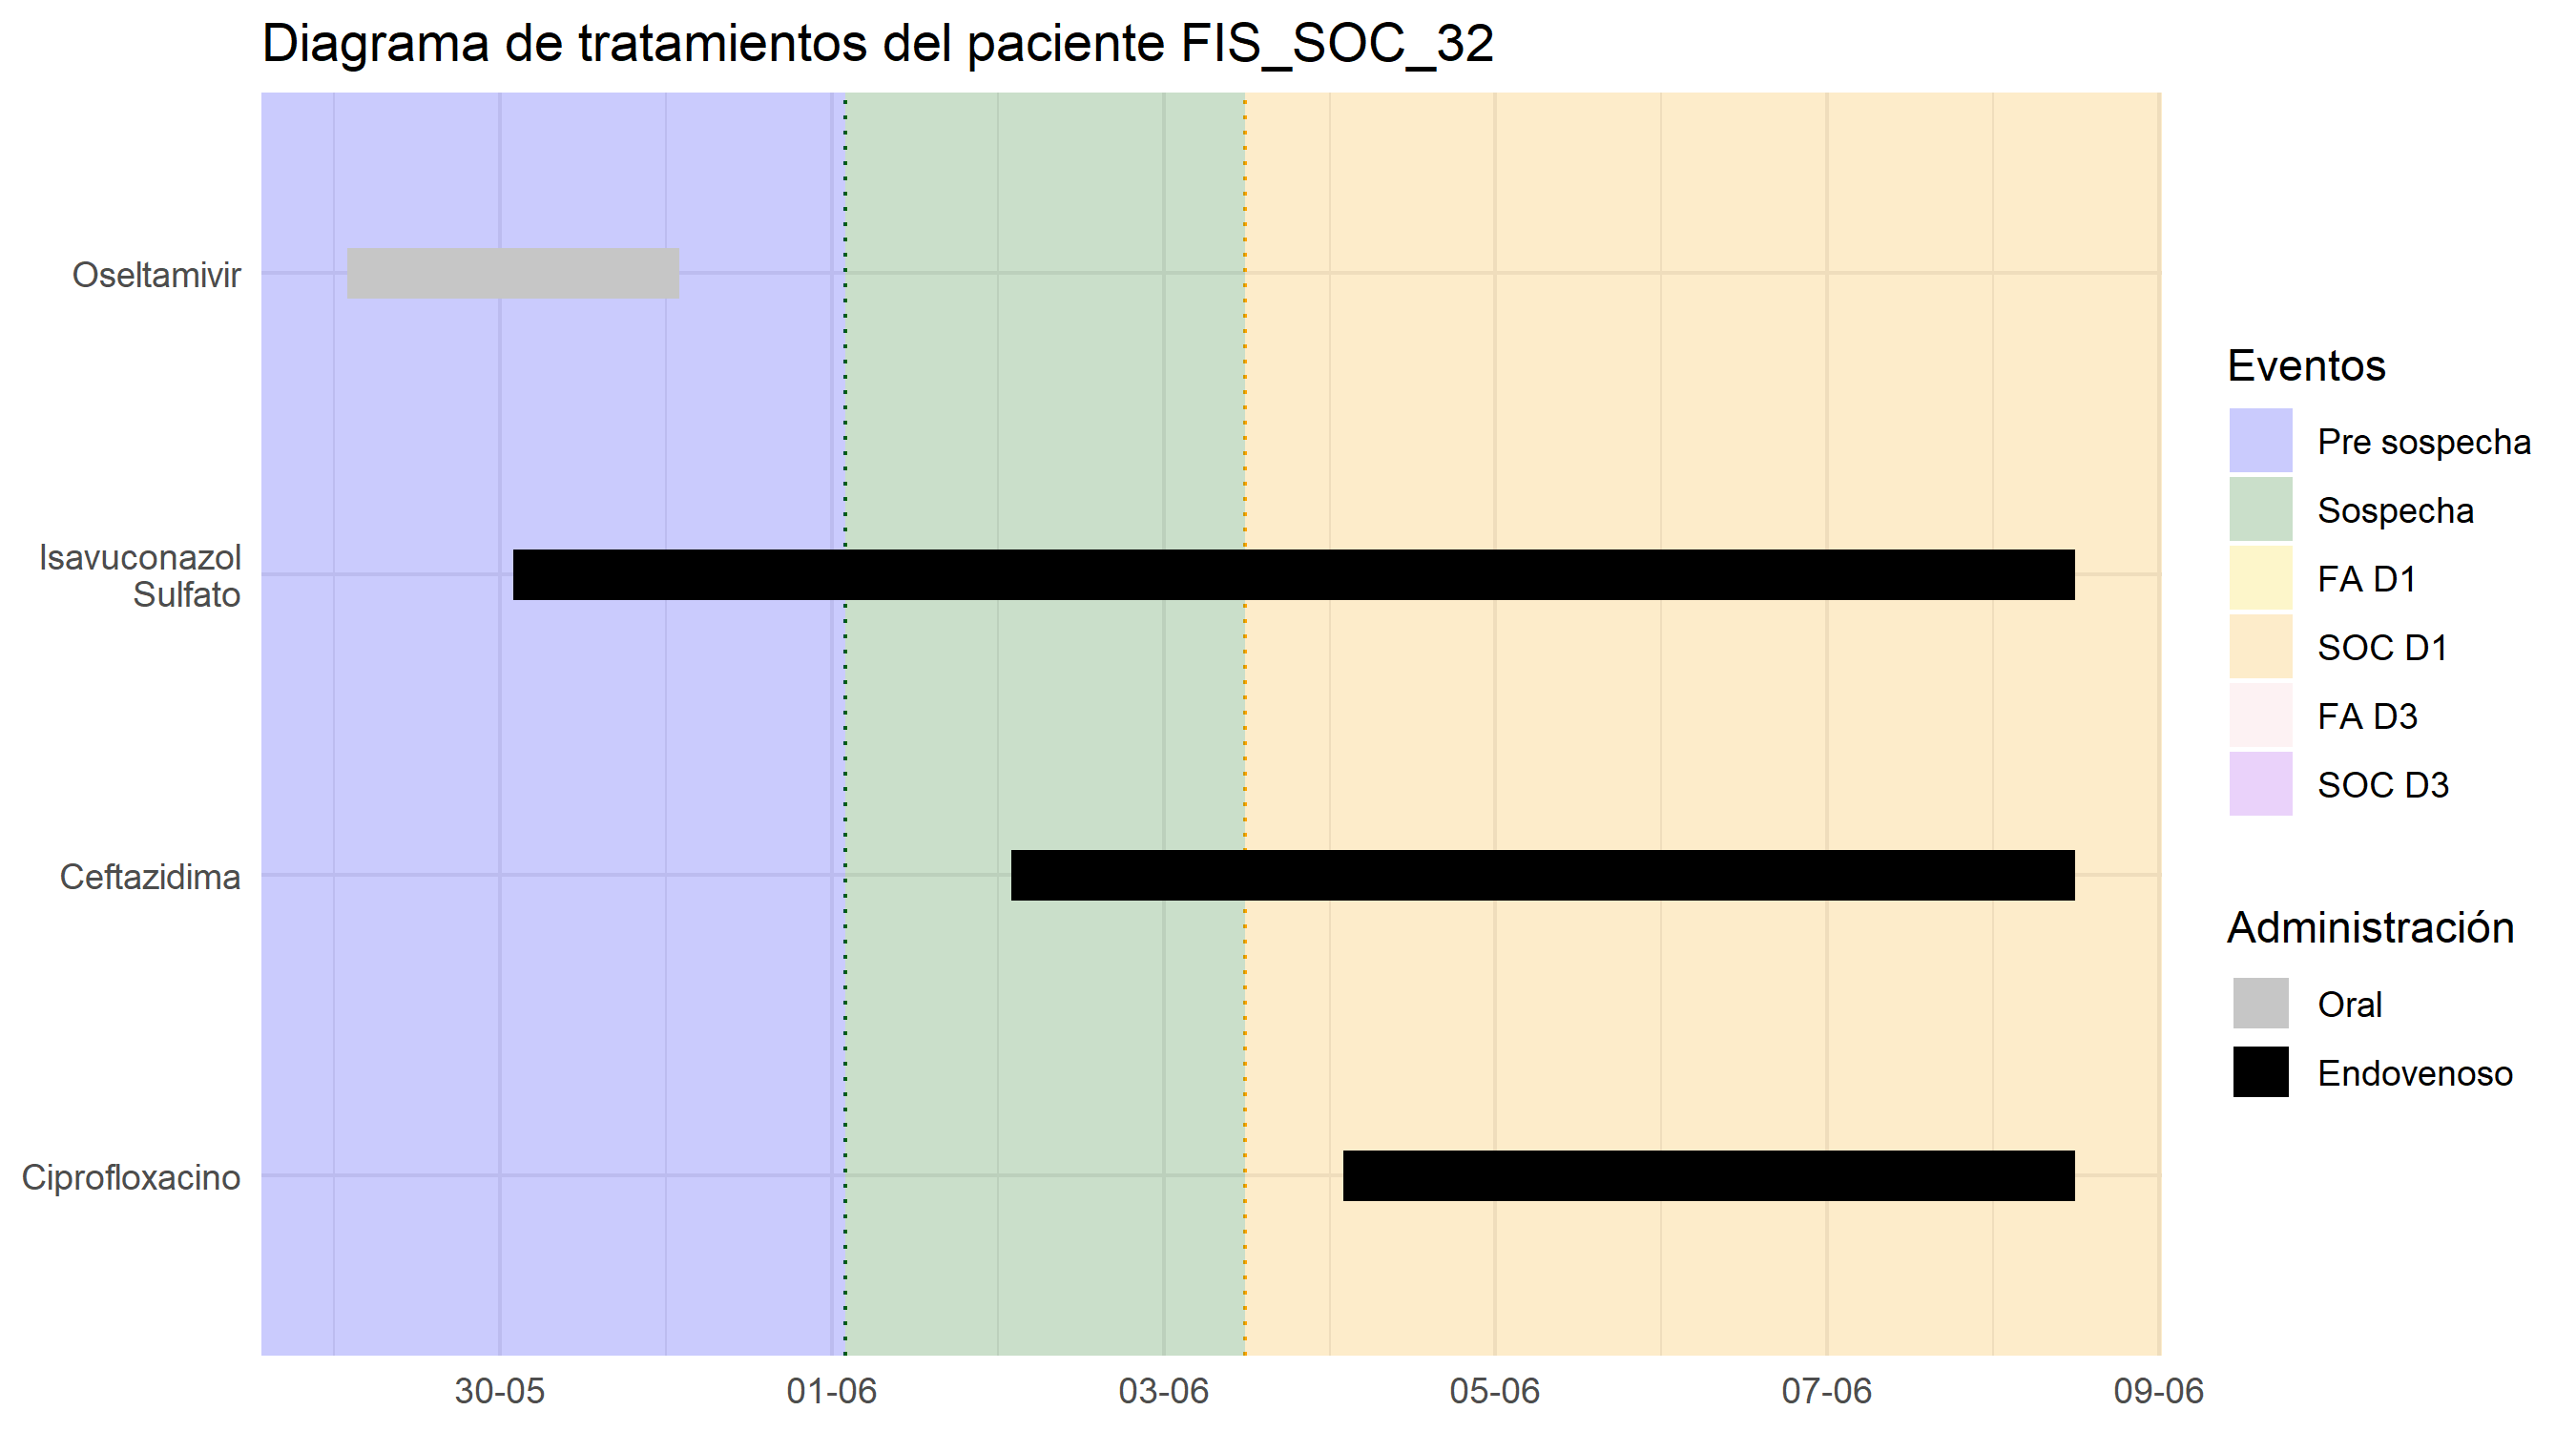 Diagrama de tratamientos del paciente FIS_SOC_32
Oseltamivir
Isavuconazol
Sulfato
Ceftazidima
Ciprofloxacino
30-05
01-06
03-06
05-06
07-06
09-06
Eventos
Pre sospecha
Sospecha
FA D1
SOC D1
FA D3
SOC D3
Administración
Oral
Endovenoso